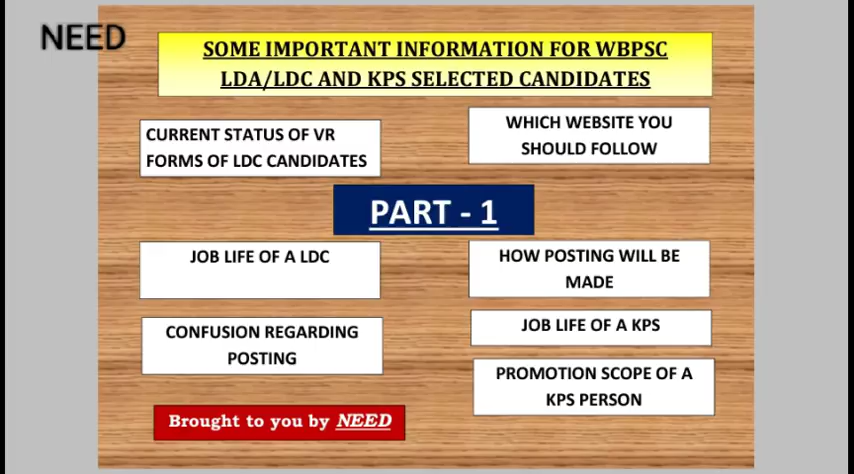 NEED
SOME IMPORTANT INFORMATION FOR WBPSC
LDA/LDC AND KPS SELECTED CANDIDATES
CURRENT STATUS OF VR
FORMS OF LDC CANDIDATES
WHICH WEBSITE YOU
SHOULD FOLLOW
PART - 1
JOB LIFE OF A LDC
HOW POSTING WILL BE
MADE
CONFUSION REGARDING
POSTING
JOB LIFE OF A KPS
PROMOTION SCOPE OF A
KPS PERSON
Brought to you by NEED